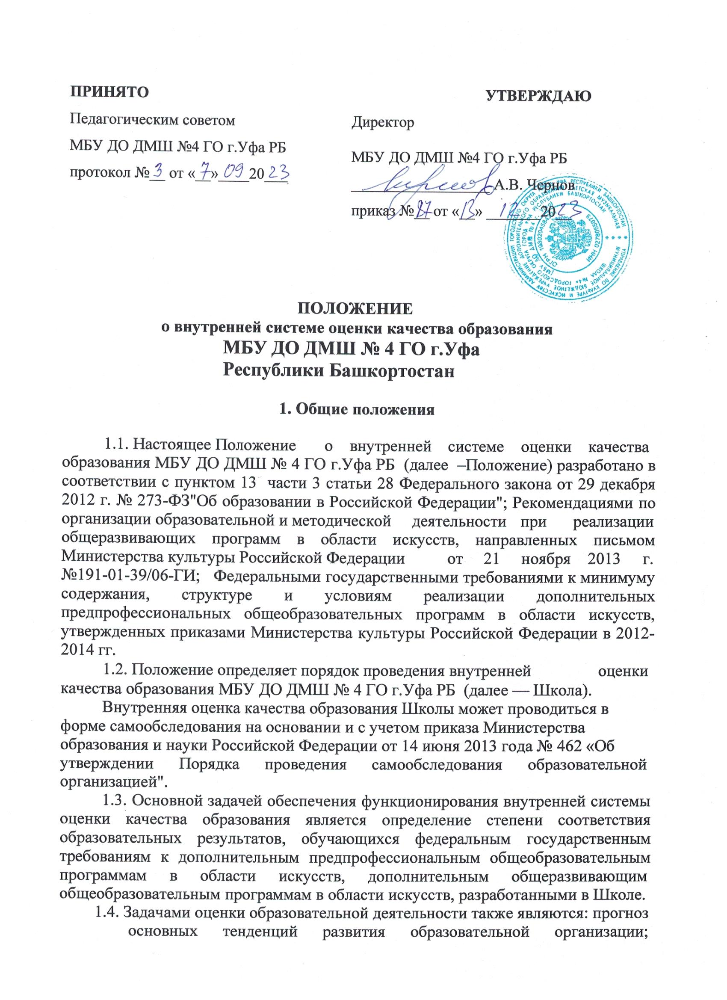 ПРИНЯТО
Педагогическим советом
МБУ ДО ДМШ №4 ГО г.Уфа РБ
протокол № 3 от «7» 09 2023
УТВЕРЖДАЮ
Директор
МБУ ДО ДМШ №4 ГО г.Уфа РБ
А.В. Чернов
приказ № от «13» 12 2023
ПОЛОЖЕНИЕ
о внутренней системе оценки качества образования
МБУ ДО ДМШ № 4 ГО г.Уфа
Республики Башкортостан
1. Общие положения
1.1. Настоящее Положение о внутренней системе оценки качества
образования МБУ ДО ДМШ № 4 ГО г.Уфа РБ (далее –Положение) разработано в
соответствии с пунктом 13 части 3 статьи 28 Федерального закона от 29 декабря
2012 г. № 273-ФЗ"Об образовании в Российской Федерации"; Рекомендациями по
организации образовательной и методической деятельности при реализации
общеразвивающих программ в области искусств, направленных письмом
Министерства культуры Российской Федерации от 21 ноября 2013 г.
№191-01-39/06-ГИ; Федеральными государственными требованиями к минимуму
содержания, структуре и условиям реализации дополнительных
предпрофессиональных общеобразовательных программ в области искусств,
утвержденных приказами Министерства культуры Российской Федерации в 2012-
2014 гг.
1.2. Положение определяет порядок проведения внутренней оценки
качества образования МБУ ДО ДМШ № 4 ГО г.Уфа РБ (далее — Школа).
Внутренняя оценка качества образования Школы может проводиться в
форме самообследования на основании и с учетом приказа Министерства
образования и науки Российской Федерации от 14 июня 2013 года № 462 «Об
утверждении Порядка проведения самообследования образовательной
организацией".
1.3. Основной задачей обеспечения функционирования внутренней системы
оценки качества образования является определение степени соответствия
образовательных результатов, обучающихся федеральным государственным
требованиям к дополнительным предпрофессиональным общеобразовательным
программам в области искусств, дополнительным общеразвивающим
общеобразовательным программам в области искусств, разработанными в Школе.
1.4. Задачами оценки образовательной деятельности также являются: прогноз
основных тенденций развития образовательной организации;